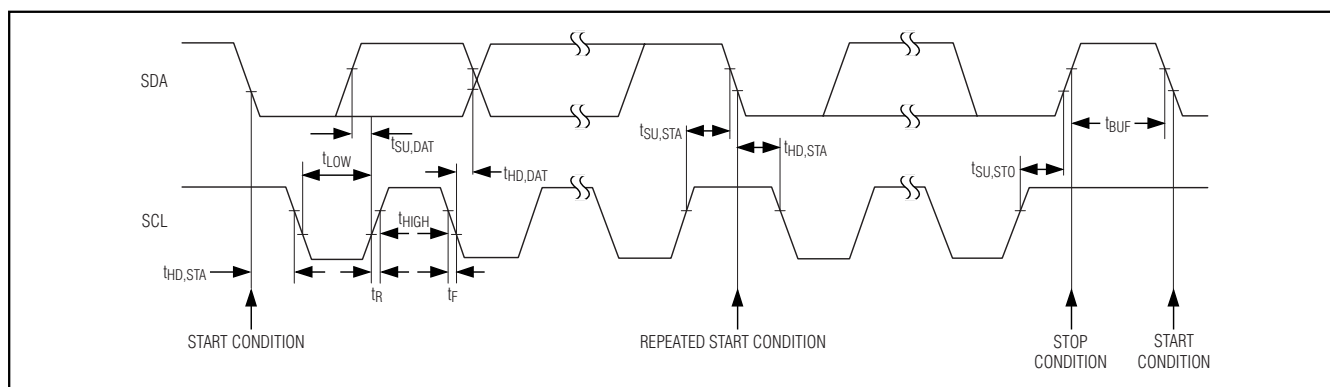 SDA
tSU,DAT
tLOW
tHD,DAT
tSU,STA
tHD,STA
tBUF
tSU,STO
SCL
tHIGH
tHD,STA
tR
tF
START CONDITION
REPEATED START CONDITION
STOP
CONDITION
START
CONDITION